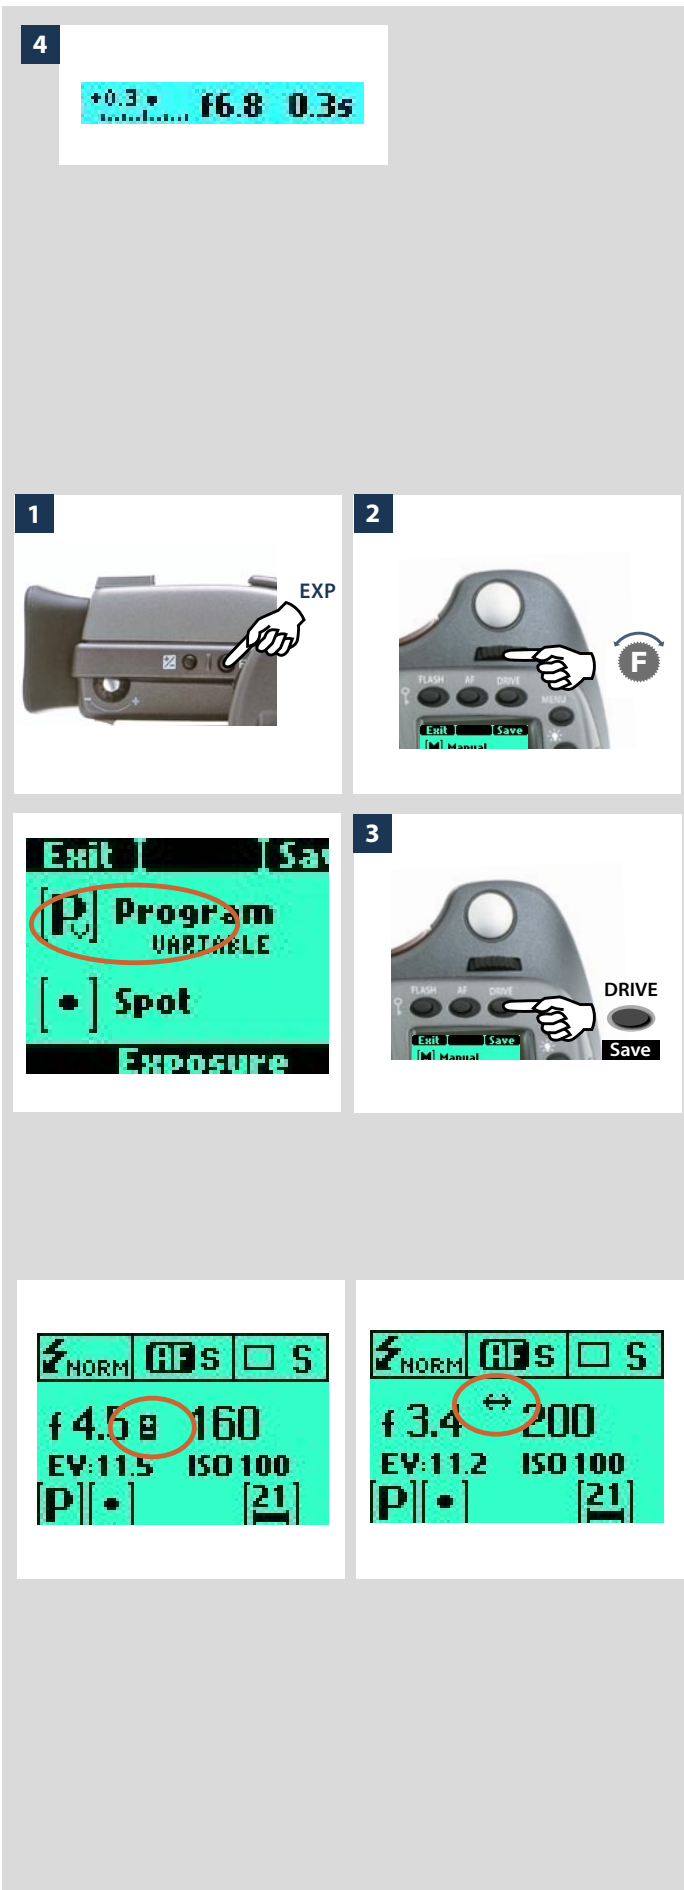 4
+0.3 f6.8 0.3s
1
EXP
2
F
FLASH AF DRIVE
MENU
Exit Save
[M] Manual
Exit Sav
[P] Program
VARIABLE
[•] Spot
Exposure
3
FLASH AF DRIVE
DRIVE
Exit Save
[M] Manual
Save
NORM AF S S
f 4.5 160
EV:11.5 ISO 100
[P][•] [21]
NORM AF S S
f 3.4 200
EV:11.2 ISO 100
[P][•] [21]